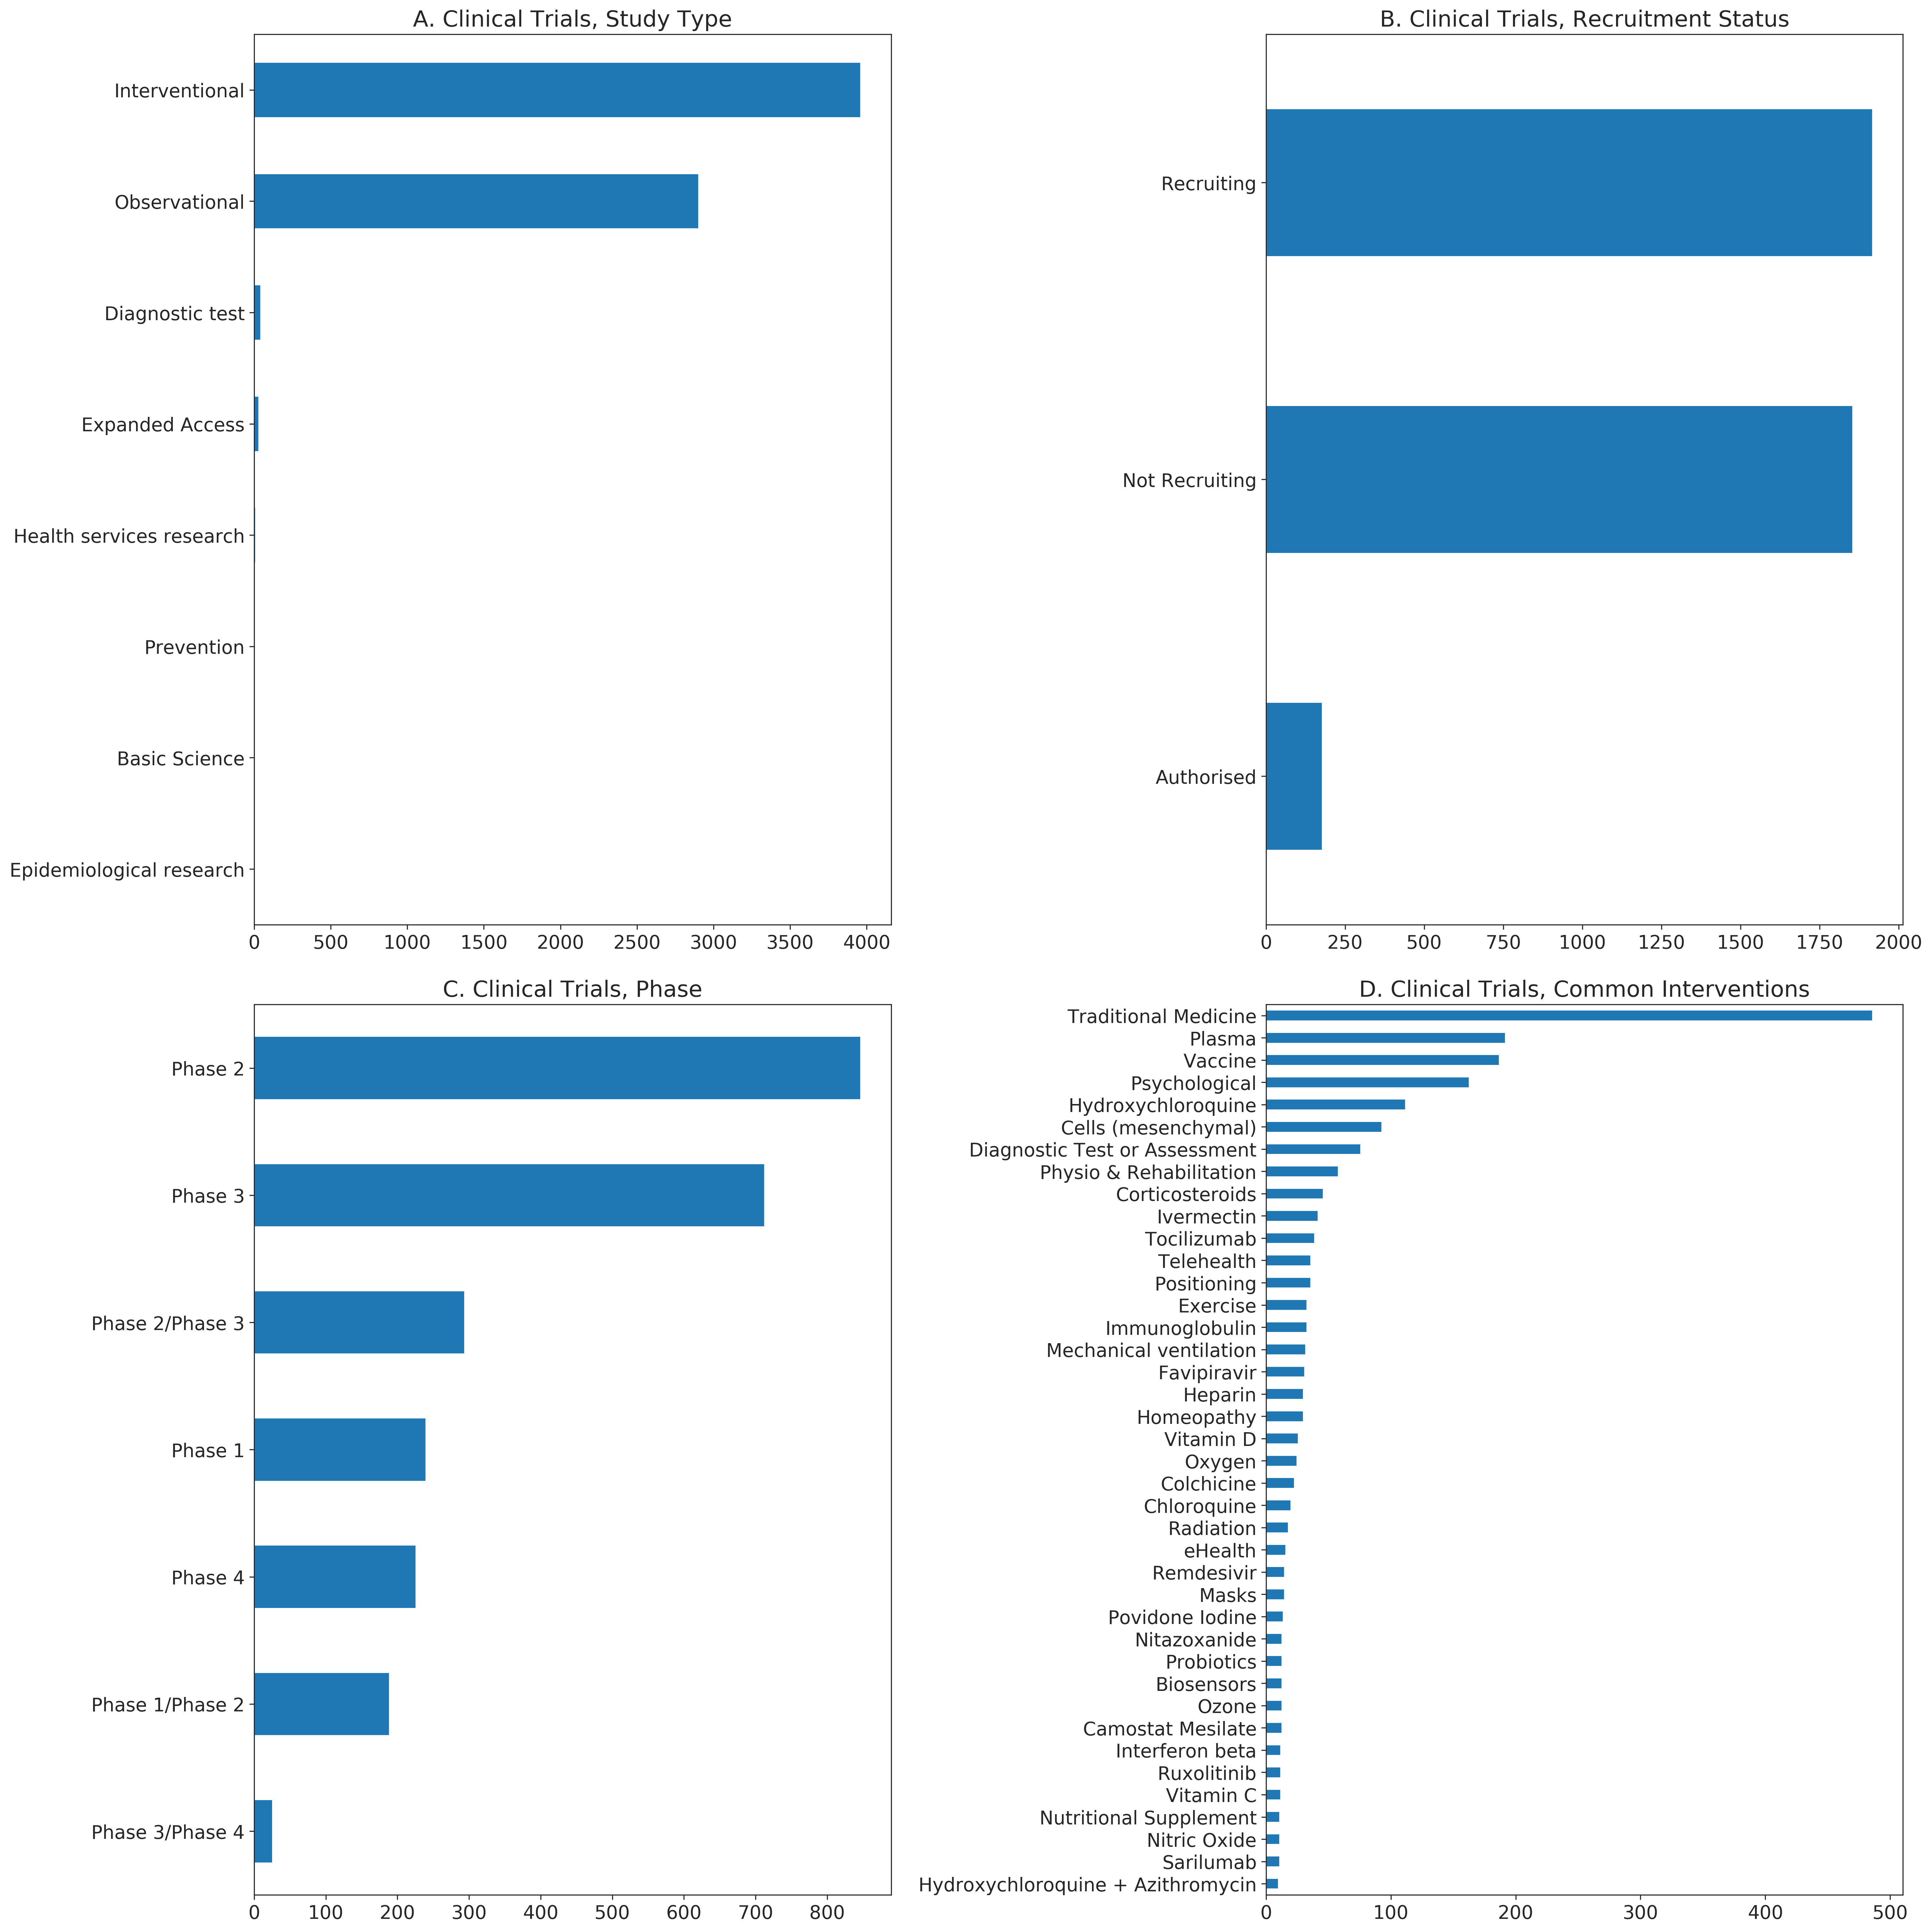 A. Clinical Trials, Study Type
Interventional
Observational
Diagnostic test
Expanded Access
Health services research
Prevention
Basic Science
Epidemiological research
0 500 1000 1500 2000 2500 3000 3500 4000
B. Clinical Trials, Recruitment Status
Recruiting
Not Recruiting
Authorised
0 250 500 750 1000 1250 1500 1750 2000
C. Clinical Trials, Phase
Phase 2
Phase 3
Phase 2/Phase 3
Phase 1
Phase 4
Phase 1/Phase 2
Phase 3/Phase 4
0 100 200 300 400 500 600 700 800
D. Clinical Trials, Common Interventions
Traditional Medicine
Plasma
Vaccine
Psychological
Hydroxychloroquine
Cells (mesenchymal)
Diagnostic Test or Assessment
Physio & Rehabilitation
Corticosteroids
Ivermectin
Tocilizumab
Telehealth
Positioning
Exercise
Immunoglobulin
Mechanical ventilation
Favipiravir
Heparin
Homeopathy
Vitamin D
Oxygen
Colchicine
Chloroquine
Radiation
eHealth
Remdesivir
Masks
Povidone Iodine
Nitazoxanide
Probiotics
Biosensors
Ozone
Camostat Mesilate
Interferon beta
Ruxolitinib
Vitamin C
Nutritional Supplement
Nitric Oxide
Sarilumab
Hydroxychloroquine + Azithromycin
0 100 200 300 400 500